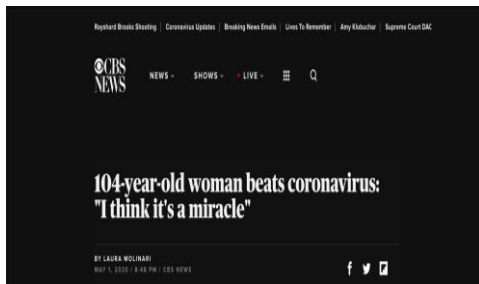 Rayshard Brooks Shooting | Coronavirus Updates | Breaking News Emails | Lives To Remember | Amy Klobuchar | Supreme Court DAC
CBS NEWS
NEWS SHOWS LIVE
104-year-old woman beats coronavirus:
"I think it's a miracle"
BY LAURA MOLINARI
MAY 1, 2020 / 8:48 PM / CBS NEWS